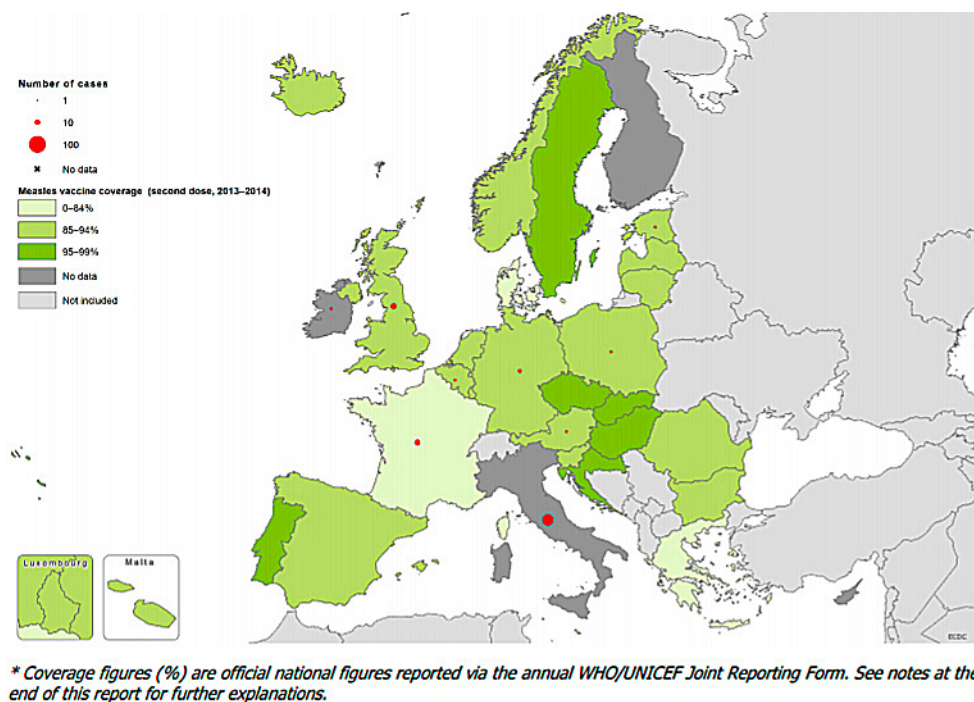 Number of cases
1
10
100
No data
Measles vaccine coverage (second dose, 2013–2014)
0–84%
85–94%
95–99%
No data
Not included
Luxembourg
Malta
ECDC
* Coverage figures (%) are official national figures reported via the annual WHO/UNICEF Joint Reporting Form. See notes at the
end of this report for further explanations.